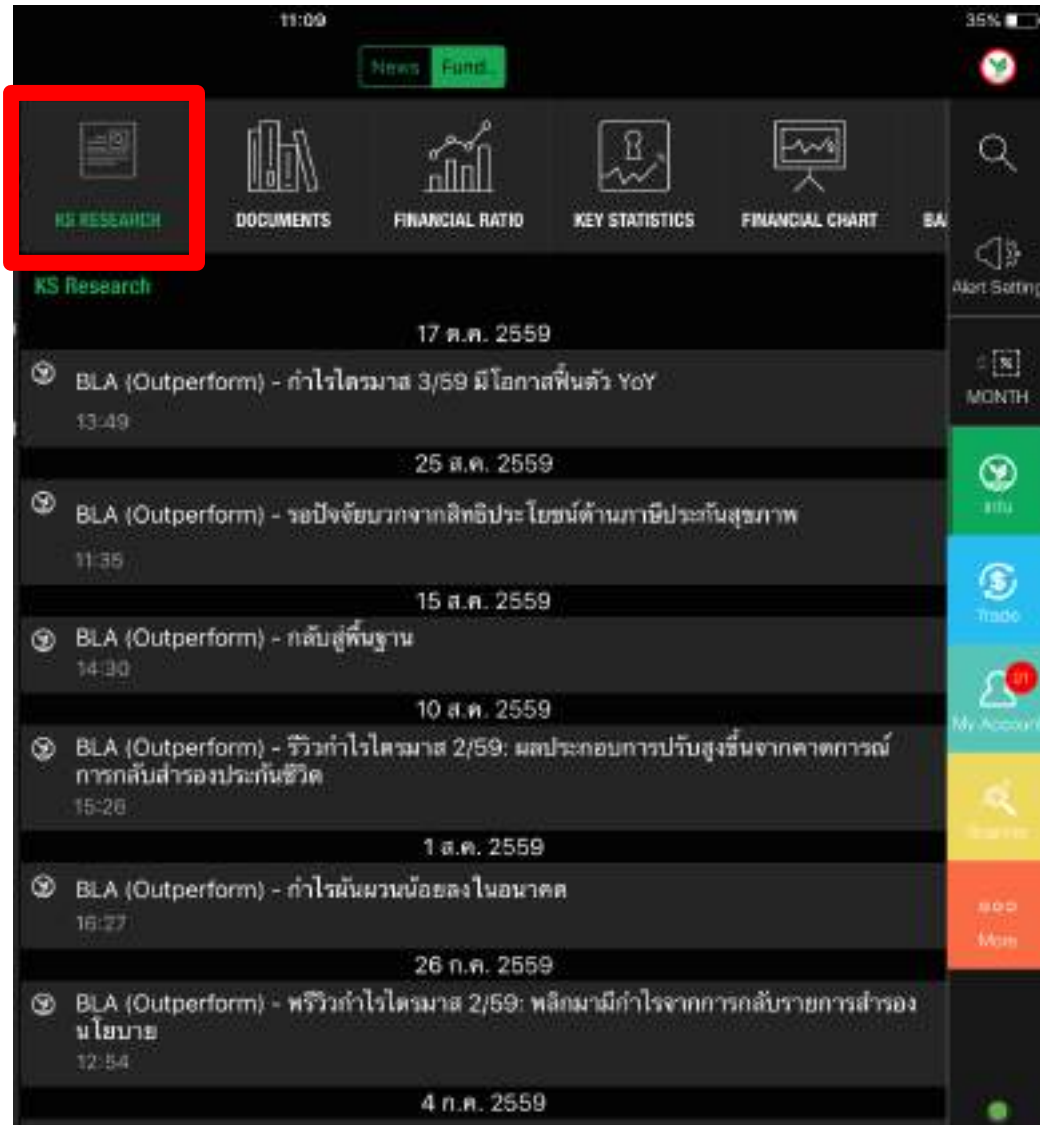 11:09
35%
News Fund..
KS RESEARCH
DOCUMENTS
FINANCIAL RATIO
KEY STATISTICS
FINANCIAL CHART
BA
Alert Setting
KS Research
17 ต.ค. 2559
BLA (Outperform) - กำไรไตรมาส 3/59 มีโอกาสฟื้นตัว YoY
13:49
MONTH
25 ส.ค. 2559
BLA (Outperform) - รอปัจจัยบวกจากสิทธิประโยชน์ด้านภาษีประกันสุขภาพ
11:35
Info
15 ส.ค. 2559
BLA (Outperform) - กลับสู่พื้นฐาน
14:30
Trade
10 ส.ค. 2559
BLA (Outperform) - รีวิวกำไรไตรมาส 2/59: ผลประกอบการปรับสูงขึ้นจากคาดการณ์
การกลับสำรองประกันชีวิต
15:26
My Account
1 ส.ค. 2559
BLA (Outperform) - กำไรผันผวนน้อยลงในอนาคต
16:27
More
26 ก.ค. 2559
BLA (Outperform) - พรีวิวกำไรไตรมาส 2/59: พลิกมามีกำไรจากการกลับรายการสำรอง
นโยบาย
12:54
4 ก.ค. 2559